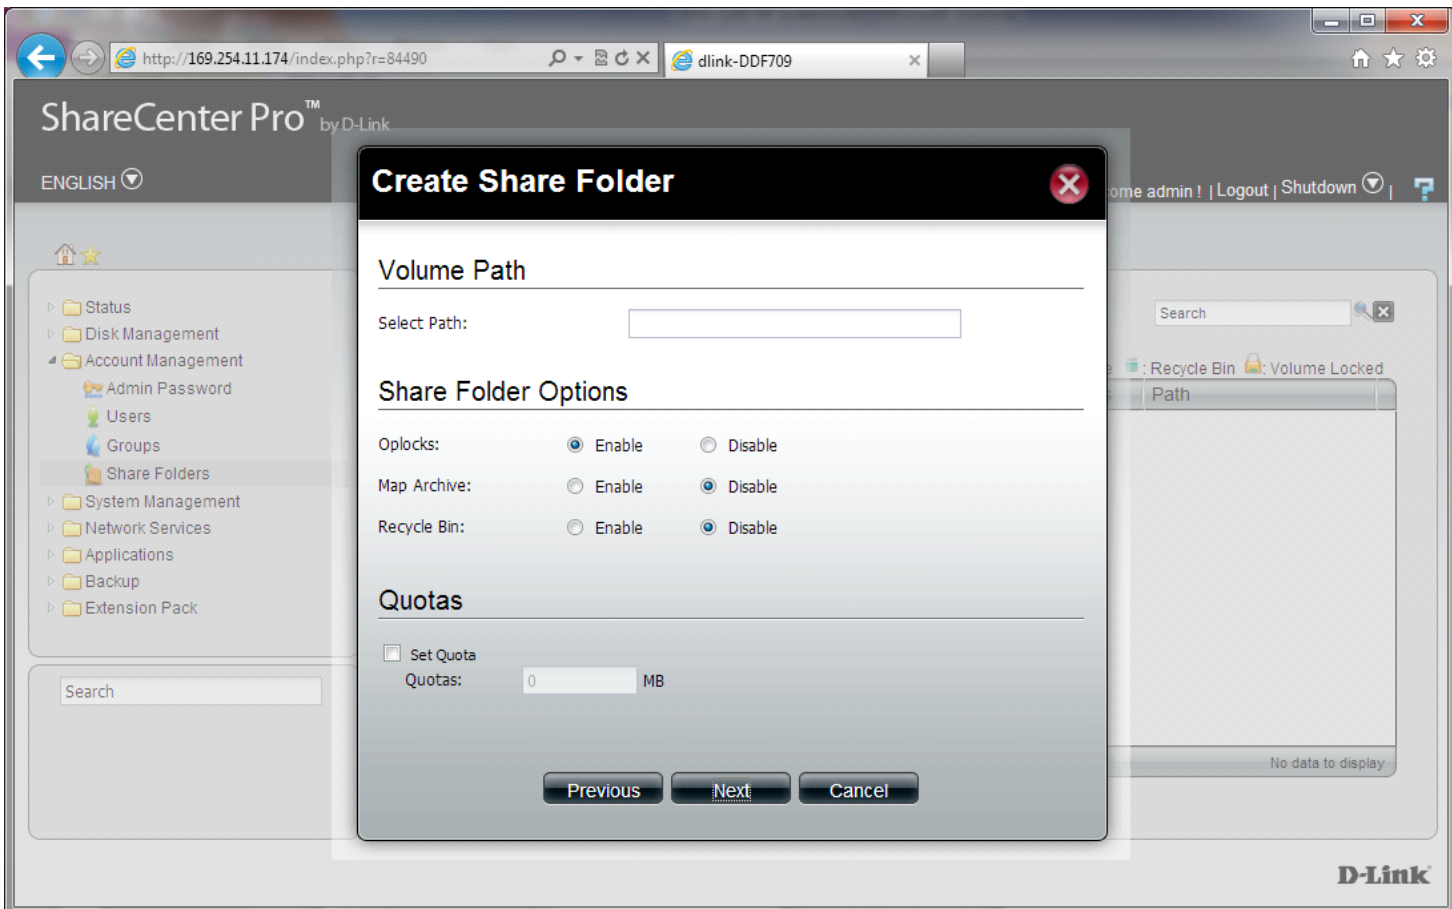 http://169.254.11.174/index.php?r=84490
dlink-DDF709
ShareCenter Pro™ by D-Link
ENGLISH
come admin ! | Logout | Shutdown |
Create Share Folder
Volume Path
Select Path:
Share Folder Options
Oplocks: Enable Disable
Map Archive: Enable Disable
Recycle Bin: Enable Disable
Quotas
Set Quota
Quotas: 0 MB
Previous Next Cancel
Status
Disk Management
Account Management
Admin Password
Users
Groups
Share Folders
System Management
Network Services
Applications
Backup
Extension Pack
Search
Search
: Recycle Bin : Volume Locked
Path
No data to display
D-Link